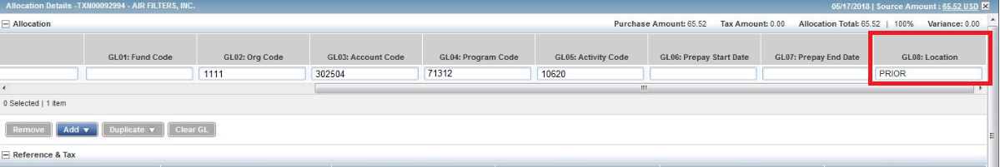 Allocation Details -TXN00092994 - AIR FILTERS, INC. 05/17/2018 | Source Amount : 65.52 USD
Allocation Purchase Amount: 65.52 Tax Amount: 0.00 Allocation Total: 65.52 | 100% Variance: 0.00
GL01: Fund Code GL02: Org Code GL03: Account Code GL04: Program Code GL05: Activity Code GL06: Prepay Start Date GL07: Prepay End Date GL08: Location
1111 302504 71312 10620 PRIOR
0 Selected | 1 item
Remove Add Duplicate Clear GL
Reference & Tax